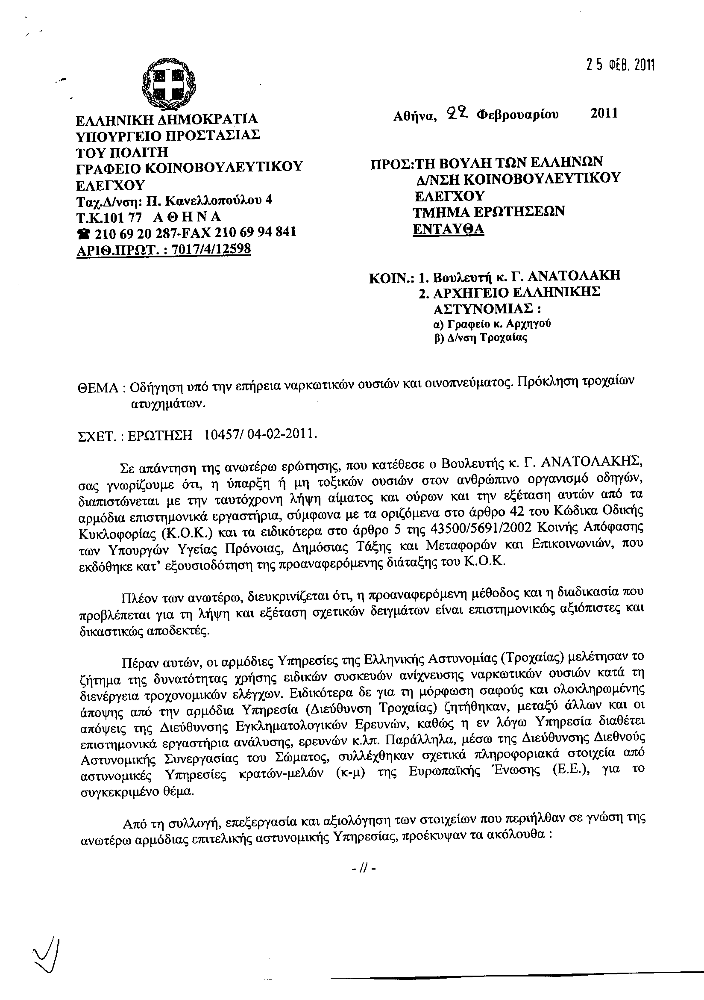 2 5 ΦΕΒ. 2011
ΕΛΛΗΝΙΚΗ ΔΗΜΟΚΡΑΤΙΑ
ΥΠΟΥΡΓΕΙΟ ΠΡΟΣΤΑΣΙΑΣ
ΤΟΥ ΠΟΛΙΤΗ
ΓΡΑΦΕΙΟ ΚΟΙΝΟΒΟΥΛΕΥΤΙΚΟΥ
ΕΛΕΓΧΟΥ
Ταχ.Δ/νση: Π. Κανελλοπούλου 4
Τ.Κ.101 77 Α Θ Η Ν Α
☎ 210 69 20 287-FAX 210 69 94 841
ΑΡΙΘ.ΠΡΩΤ. : 7017/4/12598
Αθήνα, 22 Φεβρουαρίου 2011
ΠΡΟΣ:ΤΗ ΒΟΥΛΗ ΤΩΝ ΕΛΛΗΝΩΝ
Δ/ΝΣΗ ΚΟΙΝΟΒΟΥΛΕΥΤΙΚΟΥ
ΕΛΕΓΧΟΥ
ΤΜΗΜΑ ΕΡΩΤΗΣΕΩΝ
ΕΝΤΑΥΘΑ
ΚΟΙΝ.: 1. Βουλευτή κ. Γ. ΑΝΑΤΟΛΑΚΗ
2. ΑΡΧΗΓΕΙΟ ΕΛΛΗΝΙΚΗΣ
ΑΣΤΥΝΟΜΙΑΣ :
α) Γραφείο κ. Αρχηγού
β) Δ/νση Τροχαίας
ΘΕΜΑ : Οδήγηση υπό την επήρεια ναρκωτικών ουσιών και οινοπνεύματος. Πρόκληση τροχαίων
ατυχημάτων.
ΣΧΕΤ. : ΕΡΩΤΗΣΗ 10457/ 04-02-2011.
Σε απάντηση της ανωτέρω ερώτησης, που κατέθεσε ο Βουλευτής κ. Γ. ΑΝΑΤΟΛΑΚΗΣ,
σας γνωρίζουμε ότι, η ύπαρξη ή μη τοξικών ουσιών στον ανθρώπινο οργανισμό οδηγών,
διαπιστώνεται με την ταυτόχρονη λήψη αίματος και ούρων και την εξέταση αυτών από τα
αρμόδια επιστημονικά εργαστήρια, σύμφωνα με τα οριζόμενα στο άρθρο 42 του Κώδικα Οδικής
Κυκλοφορίας (Κ.Ο.Κ.) και τα ειδικότερα στο άρθρο 5 της 43500/5691/2002 Κοινής Απόφασης
των Υπουργών Υγείας Πρόνοιας, Δημόσιας Τάξης και Μεταφορών και Επικοινωνιών, που
εκδόθηκε κατ’ εξουσιοδότηση της προαναφερόμενης διάταξης του Κ.Ο.Κ.
Πλέον των ανωτέρω, διευκρινίζεται ότι, η προαναφερόμενη μέθοδος και η διαδικασία που
προβλέπεται για τη λήψη και εξέταση σχετικών δειγμάτων είναι επιστημονικώς αξιόπιστες και
δικαστικώς αποδεκτές.
Πέραν αυτών, οι αρμόδιες Υπηρεσίες της Ελληνικής Αστυνομίας (Τροχαίας) μελέτησαν το
ζήτημα της δυνατότητας χρήσης ειδικών συσκευών ανίχνευσης ναρκωτικών ουσιών κατά τη
διενέργεια τροχονομικών ελέγχων. Ειδικότερα δε για τη μόρφωση σαφούς και ολοκληρωμένης
άποψης από την αρμόδια Υπηρεσία (Διεύθυνση Τροχαίας) ζητήθηκαν, μεταξύ άλλων και οι
απόψεις της Διεύθυνσης Εγκληματολογικών Ερευνών, καθώς η εν λόγω Υπηρεσία διαθέτει
επιστημονικά εργαστήρια ανάλυσης, ερευνών κ.λπ. Παράλληλα, μέσω της Διεύθυνσης Διεθνούς
Αστυνομικής Συνεργασίας του Σώματος, συλλέχθηκαν σχετικά πληροφοριακά στοιχεία από
αστυνομικές Υπηρεσίες κρατών-μελών (κ-μ) της Ευρωπαϊκής Ένωσης (Ε.Ε.), για το
συγκεκριμένο θέμα.
Από τη συλλογή, επεξεργασία και αξιολόγηση των στοιχείων που περιήλθαν σε γνώση της
ανωτέρω αρμόδιας επιτελικής αστυνομικής Υπηρεσίας, προέκυψαν τα ακόλουθα :
- // -